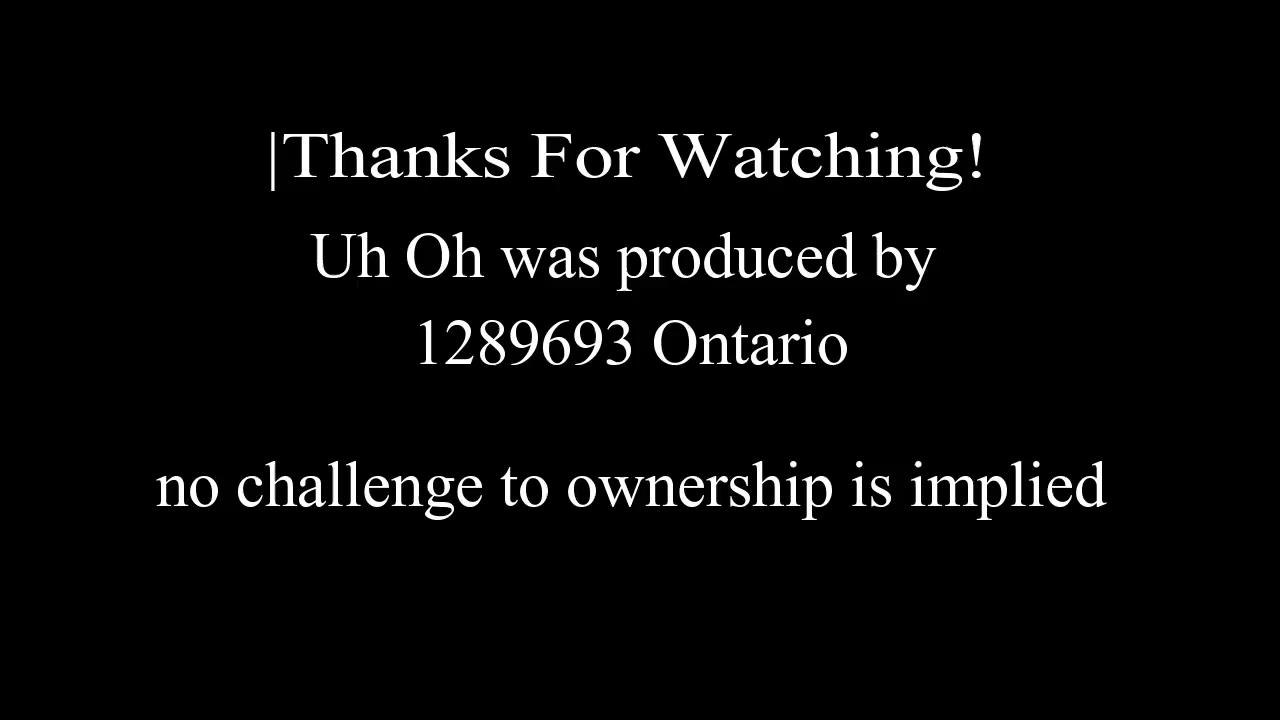 |Thanks For Watching!
Uh Oh was produced by
1289693 Ontario
no challenge to ownership is implied